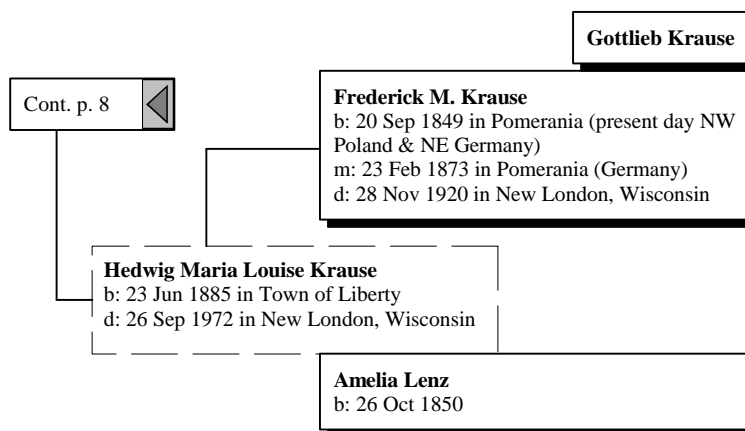 Gottlieb Krause
Cont. p. 8
Frederick M. Krause
b: 20 Sep 1849 in Pomerania (present day NW
Poland & NE Germany)
m: 23 Feb 1873 in Pomerania (Germany)
d: 28 Nov 1920 in New London, Wisconsin
Hedwig Maria Louise Krause
b: 23 Jun 1885 in Town of Liberty
d: 26 Sep 1972 in New London, Wisconsin
Amelia Lenz
b: 26 Oct 1850